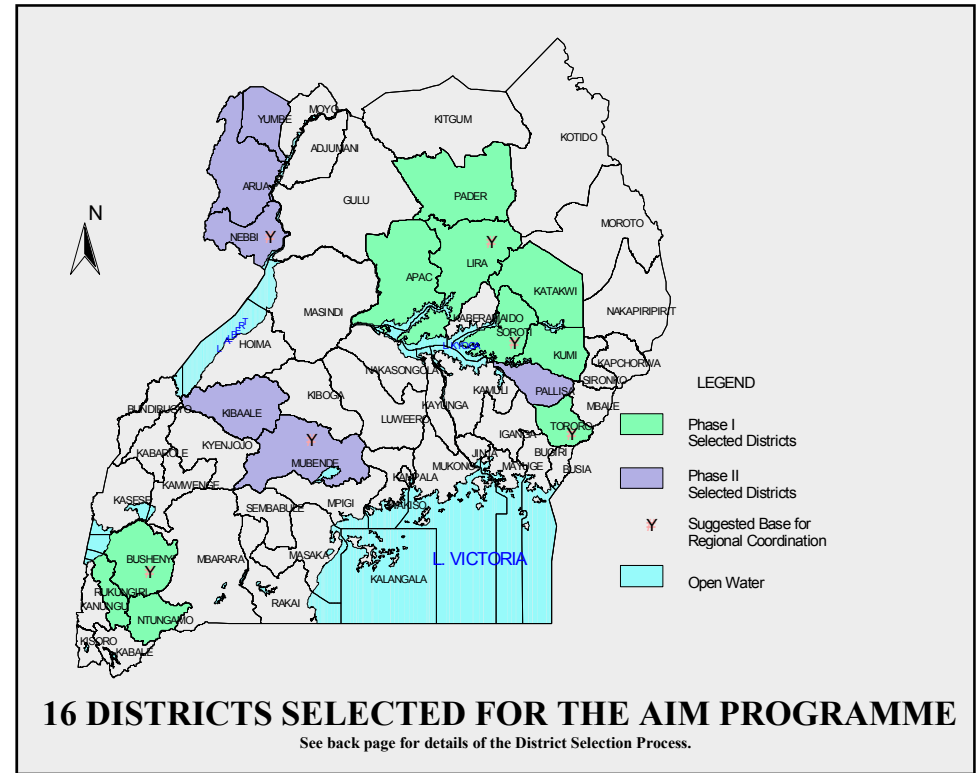 YUMBE
MOYO
ADJUMANI
KITGUM
KOTIDO
ARUA
GULU
PADER
N
NEBBI
Y
MOROTO
Y
LIRA
APAC
KATAKWI
MASINDI
KABERAMAIDO
NAKAPIRIPIRIT
L. ALBERT
SOROTI
Y
HOIMA
L.KYOGA
KUMI
KAPCHORWA
NAKASONGOLA
SIRONKO
LEGEND
KAMULI
PALLISA
BUNDIBUGYO
KIBAALE
KIBOGA
KAYUNGA
MBALE
LUWEERO
TORORO
Phase I
Selected Districts
KYENJOJO
Y
IGANGA
Y
KABAROLE
BUGIRI
MUBENDE
JINJA
MUKONO
MAYUGE
BUSIA
KAMWENGE
KAMPALA
Phase II
Selected Districts
KASESE
SEMBABULE
MPIGI
Y
Suggested Base for
Regional Coordination
BUSHENYI
MBARARA
MASAKA
L. VICTORIA
Y
KALANGALA
Open Water
RUKUNGIRI
KANUNGU
RAKAI
NTUNGAMO
KISORO
KABALE
16 DISTRICTS SELECTED FOR THE AIM PROGRAMME
See back page for details of the District Selection Process.